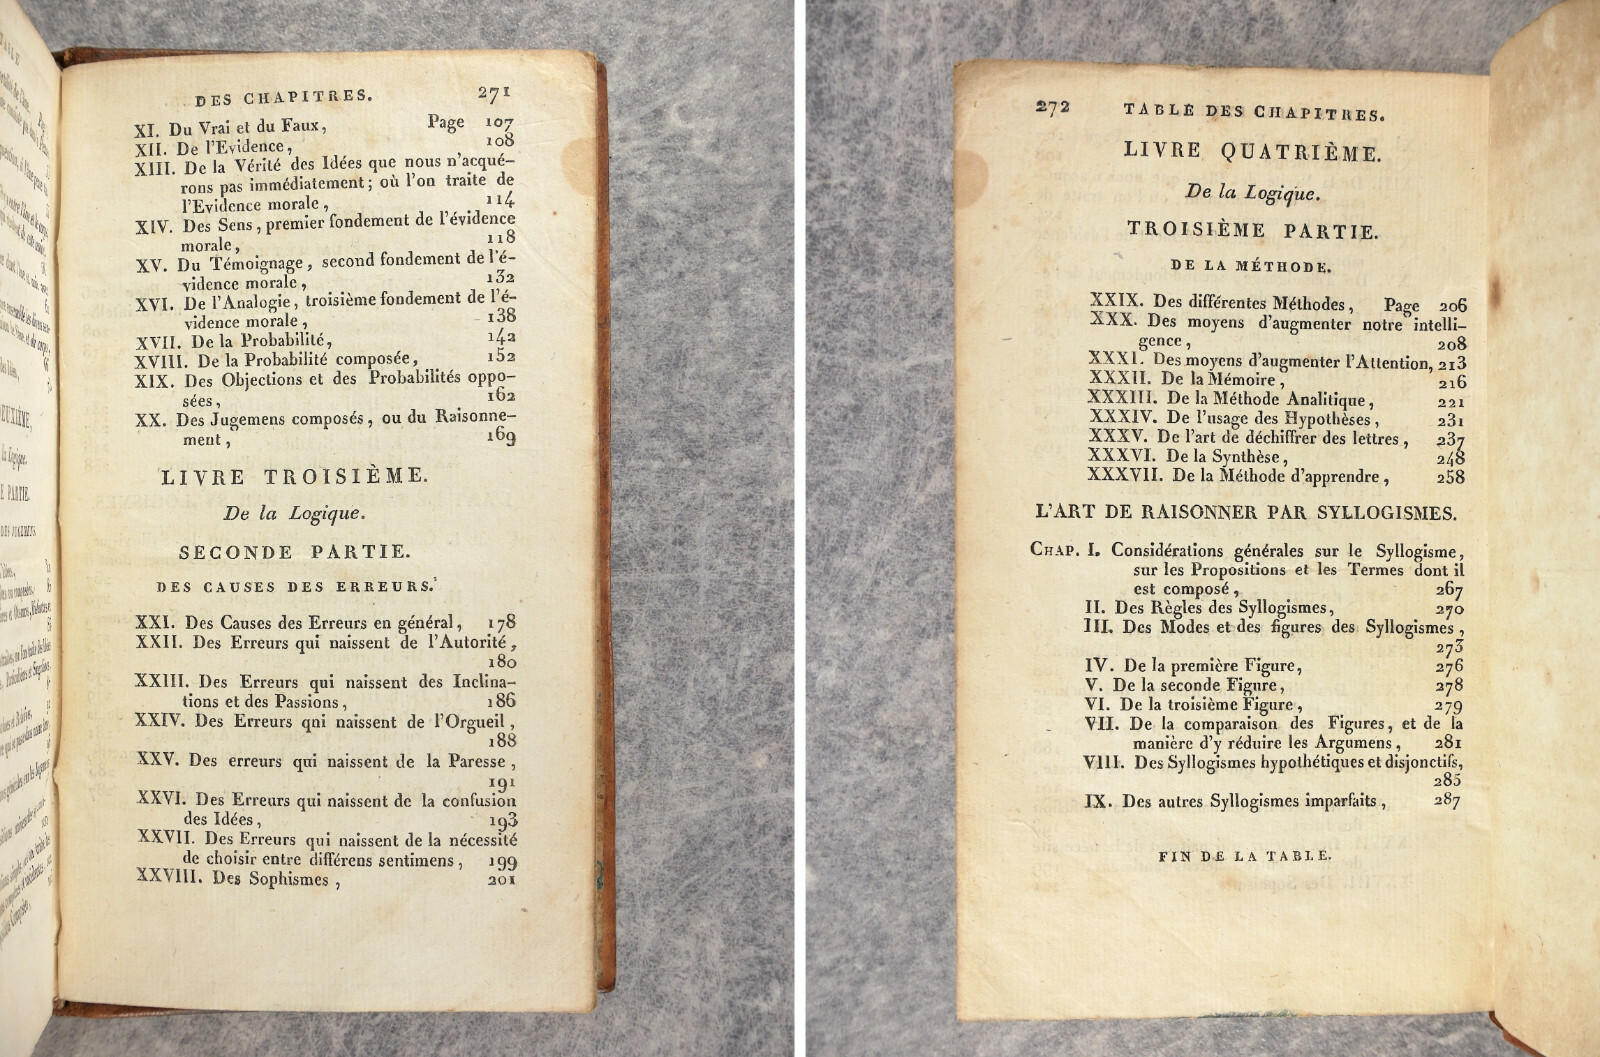 DES CHAPITRES. 271
XI. Du Vrai et du Faux, Page 107
XII. De l'Evidence, 108
XIII. De la Vérité des Idées que nous n'acqué-
rons pas immédiatement; où l'on traite de
l'Evidence morale, 114
XIV. Des Sens, premier fondement de l'évidence
morale, 118
XV. Du Témoignage, second fondement de l'é-
vidence morale, 132
XVI. De l'Analogie, troisième fondement de l'é-
vidence morale, 138
XVII. De la Probabilité, 142
XVIII. De la Probabilité composée, 152
XIX. Des Objections et des Probabilités oppo-
sées, 162
XX. Des Jugemens composés, ou du Raisonne-
ment, 169
LIVRE TROISIÈME.
De la Logique.
SECONDE PARTIE.
DES CAUSES DES ERREURS.
XXI. Des Causes des Erreurs en général, 178
XXII. Des Erreurs qui naissent de l'Autorité,
180
XXIII. Des Erreurs qui naissent des Inclina-
tions et des Passions, 186
XXIV. Des Erreurs qni naissent de l'Orgueil,
188
XXV. Des erreurs qui naissent de la Paresse,
191
XXVI. Des Erreurs qui naissent de la confusion
des Idées, 193
XXVII. Des Erreurs qui naissent de la nécessité
de choisir entre différens sentimens, 199
XXVIII. Des Sophismes, 201
272 TABLE DES CHAPITRES.
LIVRE QUATRIÈME.
De la Logique.
TROISIÈME PARTIE.
DE LA MÉTHODE.
XXIX. Des différentes Méthodes, Page 206
XXX. Des moyens d'augmenter notre intelli-
gence, 208
XXXI. Des moyens d'augmenter l'Attention, 213
XXXII. De la Mémoire, 216
XXXIII. De la Méthode Analitique, 221
XXXIV. De l'usage des Hypothèses, 231
XXXV. De l'art de déchiffrer des lettres, 237
XXXVI. De la Synthèse, 248
XXXVII. De la Méthode d'apprendre, 258
L'ART DE RAISONNER PAR SYLLOGISMES.
CHAP. I. Considérations générales sur le Syllogisme,
sur les Propositions et les Termes dont il
est composé, 267
II. Des Règles des Syllogismes, 270
III. Des Modes et des figures des Syllogismes,
273
IV. De la première Figure, 276
V. De la seconde Figure, 278
VI. De la troisième Figure, 279
VII. De la comparaison des Figures, et de la
manière d'y réduire les Argumens, 281
VIII. Des Syllogismes hypothétiques et disjonctifs,
285
IX. Des autres Syllogismes imparfaits, 287
FIN DE LA TABLE.